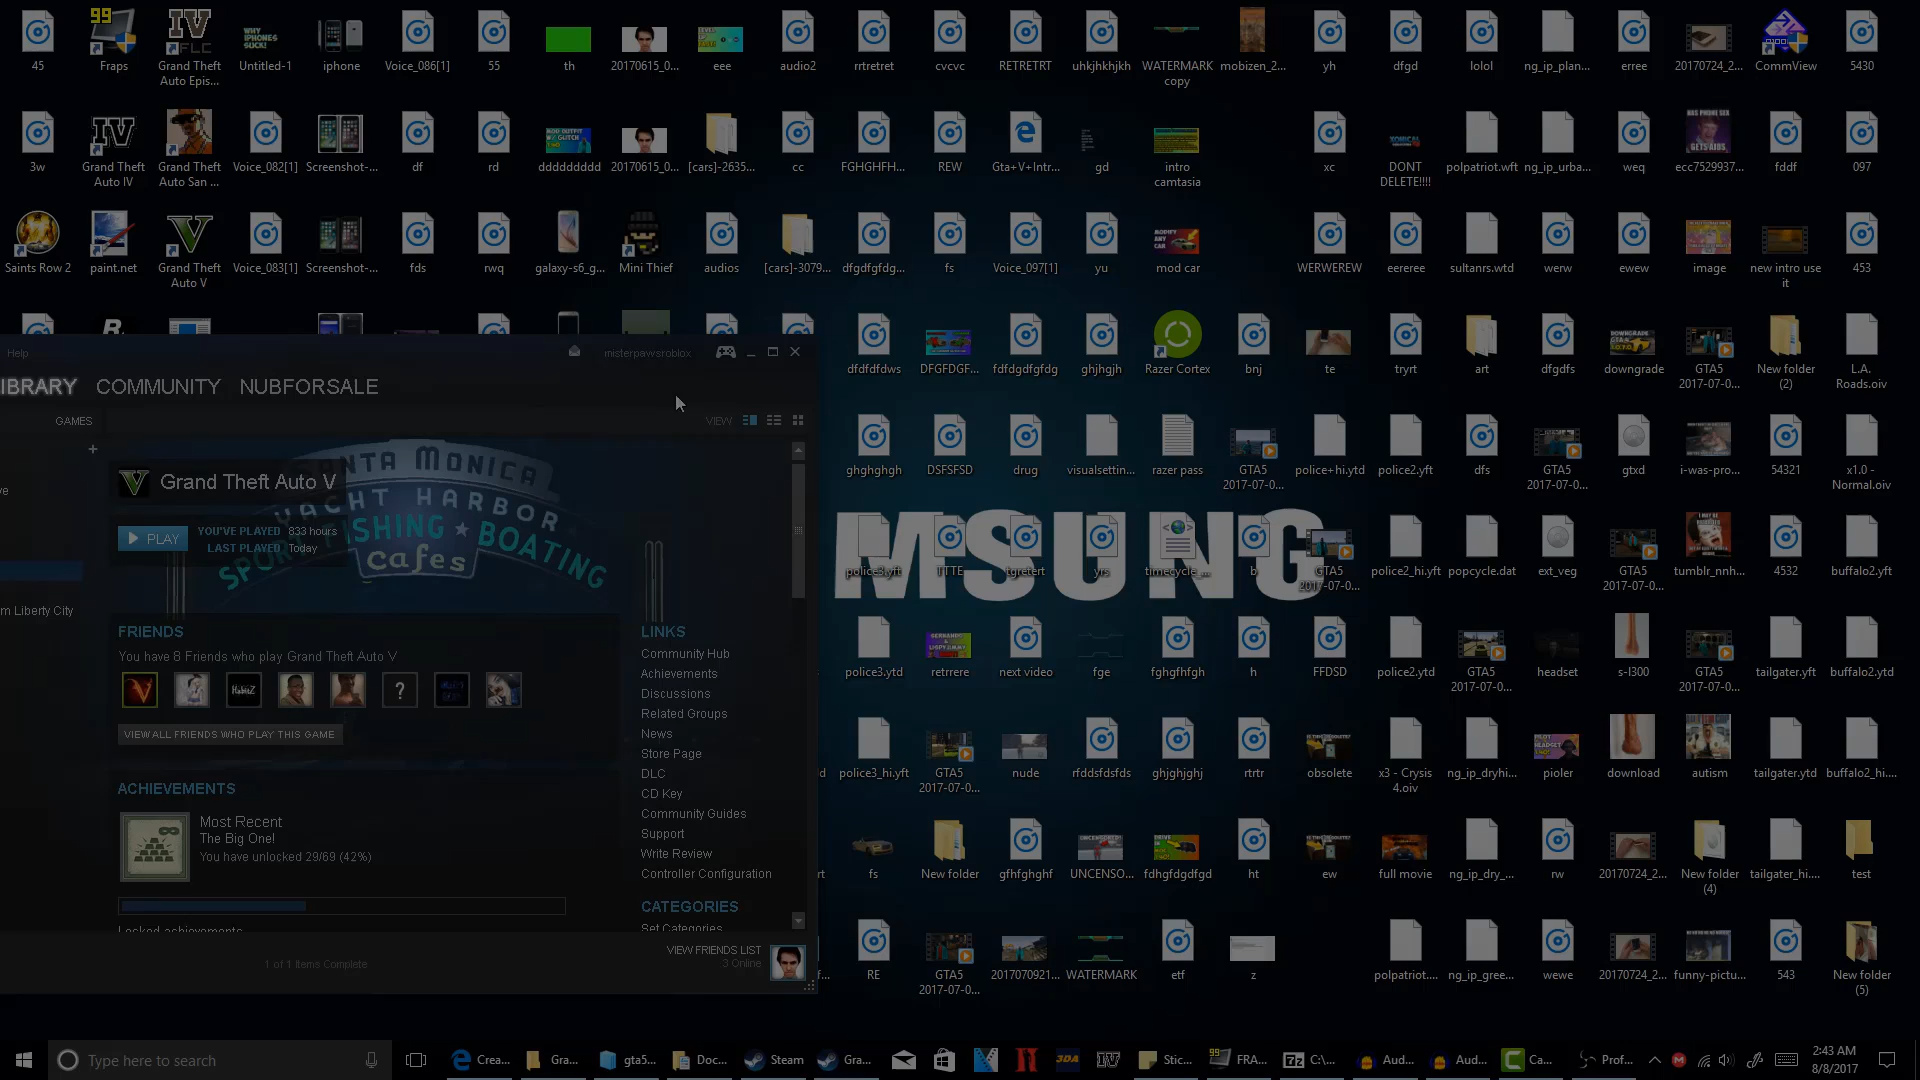 45
Fraps
Grand Theft Auto Epis...
Untitled-1
iphone
Voice_086[1]
55
th
20170615_0...
eee
audio2
rrtretret
cvcvc
RETRETRT
uhkjhkhjkh
WATERMARK copy
mobizen_2...
yh
dfgd
lolol
ng_ip_plan...
erree
20170724_2...
CommView
5430
3w
Grand Theft Auto IV
Grand Theft Auto San ...
Voice_082[1]
Screenshot-...
df
rd
ddddddddd
20170615_0...
[cars]-2635...
cc
FGHGHFH...
REW
Gta+V+Intr...
gd
intro camtasia
xc
DONT DELETE!!!!
polpatriot.wft
ng_ip_urba...
weq
ecc7529937...
fddf
097
Saints Row 2
paint.net
Grand Theft Auto V
Voice_083[1]
Screenshot-...
fds
rwq
galaxy-s6_g...
Mini Thief
audios
[cars]-3079...
dfgdfgfdg...
fs
Voice_097[1]
yu
mod car
WERWEREW
eereree
sultanrs.wtd
werw
ewew
image
new intro use it
453
Help
misterpawsroblox
IBRARY
COMMUNITY
NUBFORSALE
GAMES
VIEW
dfdfdfdws
DFGFDGF...
fdfdgdfgfdg
ghjhgjh
Razer Cortex
bnj
te
tryrt
art
dfgdfs
downgrade
GTA5 2017-07-0...
New folder (2)
L.A. Roads.oiv
SANTA MONICA
YACHT HARBOR
SPORT FISHING ★ BOATING
Cafes
Grand Theft Auto V
PLAY
YOU'VE PLAYED 833 hours
LAST PLAYED Today
ghghghgh
DSFSFSD
drug
visualsettin...
razer pass
GTA5 2017-07-0...
police+hi.ytd
police2.yft
dfs
GTA5 2017-07-0...
gtxd
i-was-pro...
54321
x1.0 - Normal.oiv
MSUNG
police3.yft
TTTE
tgretert
yrs
timecycle_...
b
GTA5 2017-07-0...
police2_hi.yft
popcycle.dat
ext_veg
GTA5 2017-07-0...
tumblr_nnh...
4532
buffalo2.yft
m Liberty City
FRIENDS
You have 8 Friends who play Grand Theft Auto V
VIEW ALL FRIENDS WHO PLAY THIS GAME
LINKS
Community Hub
Achievements
Discussions
Related Groups
News
Store Page
DLC
CD Key
Community Guides
Support
Write Review
Controller Configuration
CATEGORIES
Set Categories
police3.ytd
retrrere
next video
fge
fghgfhfgh
h
FFDSD
police2.ytd
GTA5 2017-07-0...
headset
s-l300
GTA5 2017-07-0...
tailgater.yft
buffalo2.ytd
ACHIEVEMENTS
Most Recent
The Big One!
You have unlocked 29/69 (42%)
Locked achievements
police3_hi.yft
GTA5 2017-07-0...
nude
rfddsfdsfds
ghjghjghj
rtrtr
obsolete
x3 - Crysis 4.oiv
ng_ip_dryhi...
pioler
download
autism
tailgater.ytd
buffalo2_hi....
fs
New folder
gfhfghghf
UNCENSO...
fdhgfdgdfgd
ht
ew
full movie
ng_ip_dry_...
rw
20170724_2...
New folder (4)
tailgater_hi....
test
1 of 1 Items Complete
VIEW FRIENDS LIST
3 Online
RE
GTA5 2017-07-0...
2017070921...
WATERMARK
etf
z
polpatriot....
ng_ip_gree...
wewe
20170724_2...
funny-pictu...
543
New folder (5)
Type here to search
Crea...
Gra...
gta5...
Doc...
Steam
Gra...
Stic...
FRA...
C:\...
Aud...
Aud...
Ca...
Prof...
2:43 AM
8/8/2017